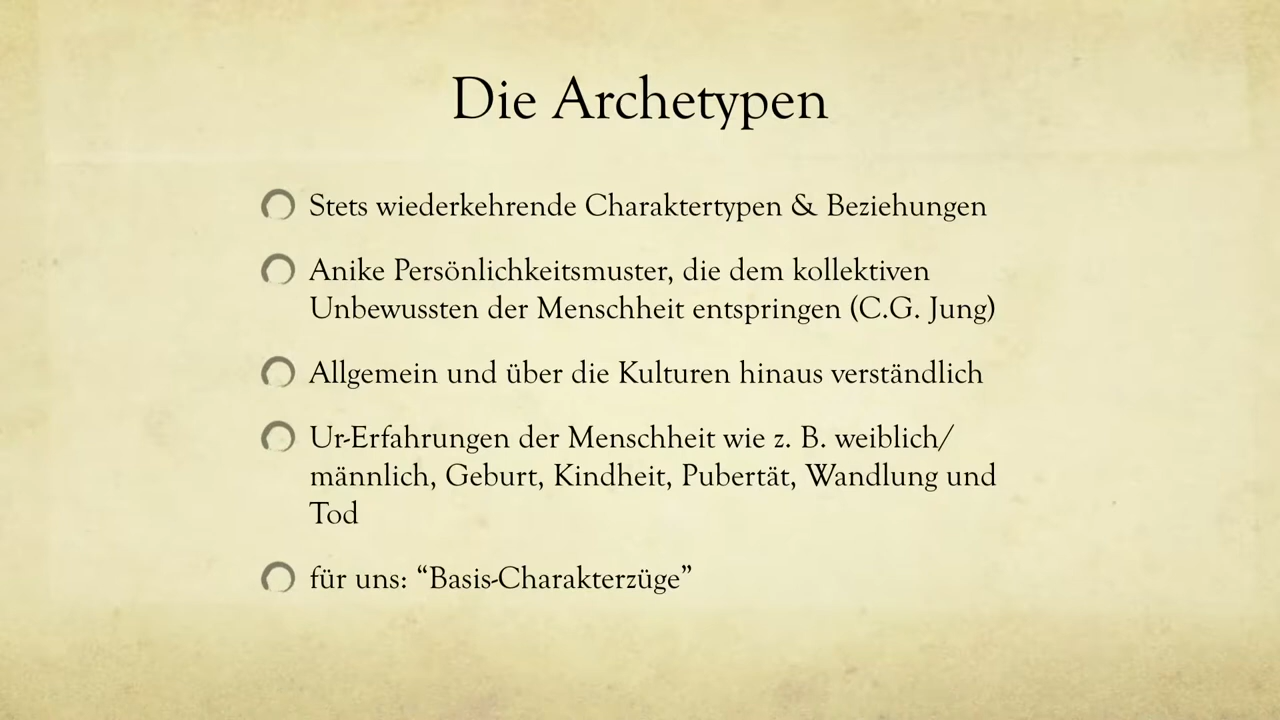 Die Archetypen
Stets wiederkehrende Charaktertypen & Beziehungen
Anike Persönlichkeitsmuster, die dem kollektiven
Unbewussten der Menschheit entspringen (C.G. Jung)
Allgemein und über die Kulturen hinaus verständlich
Ur-Erfahrungen der Menschheit wie z. B. weiblich/
männlich, Geburt, Kindheit, Pubertät, Wandlung und
Tod
für uns: “Basis-Charakterzüge”